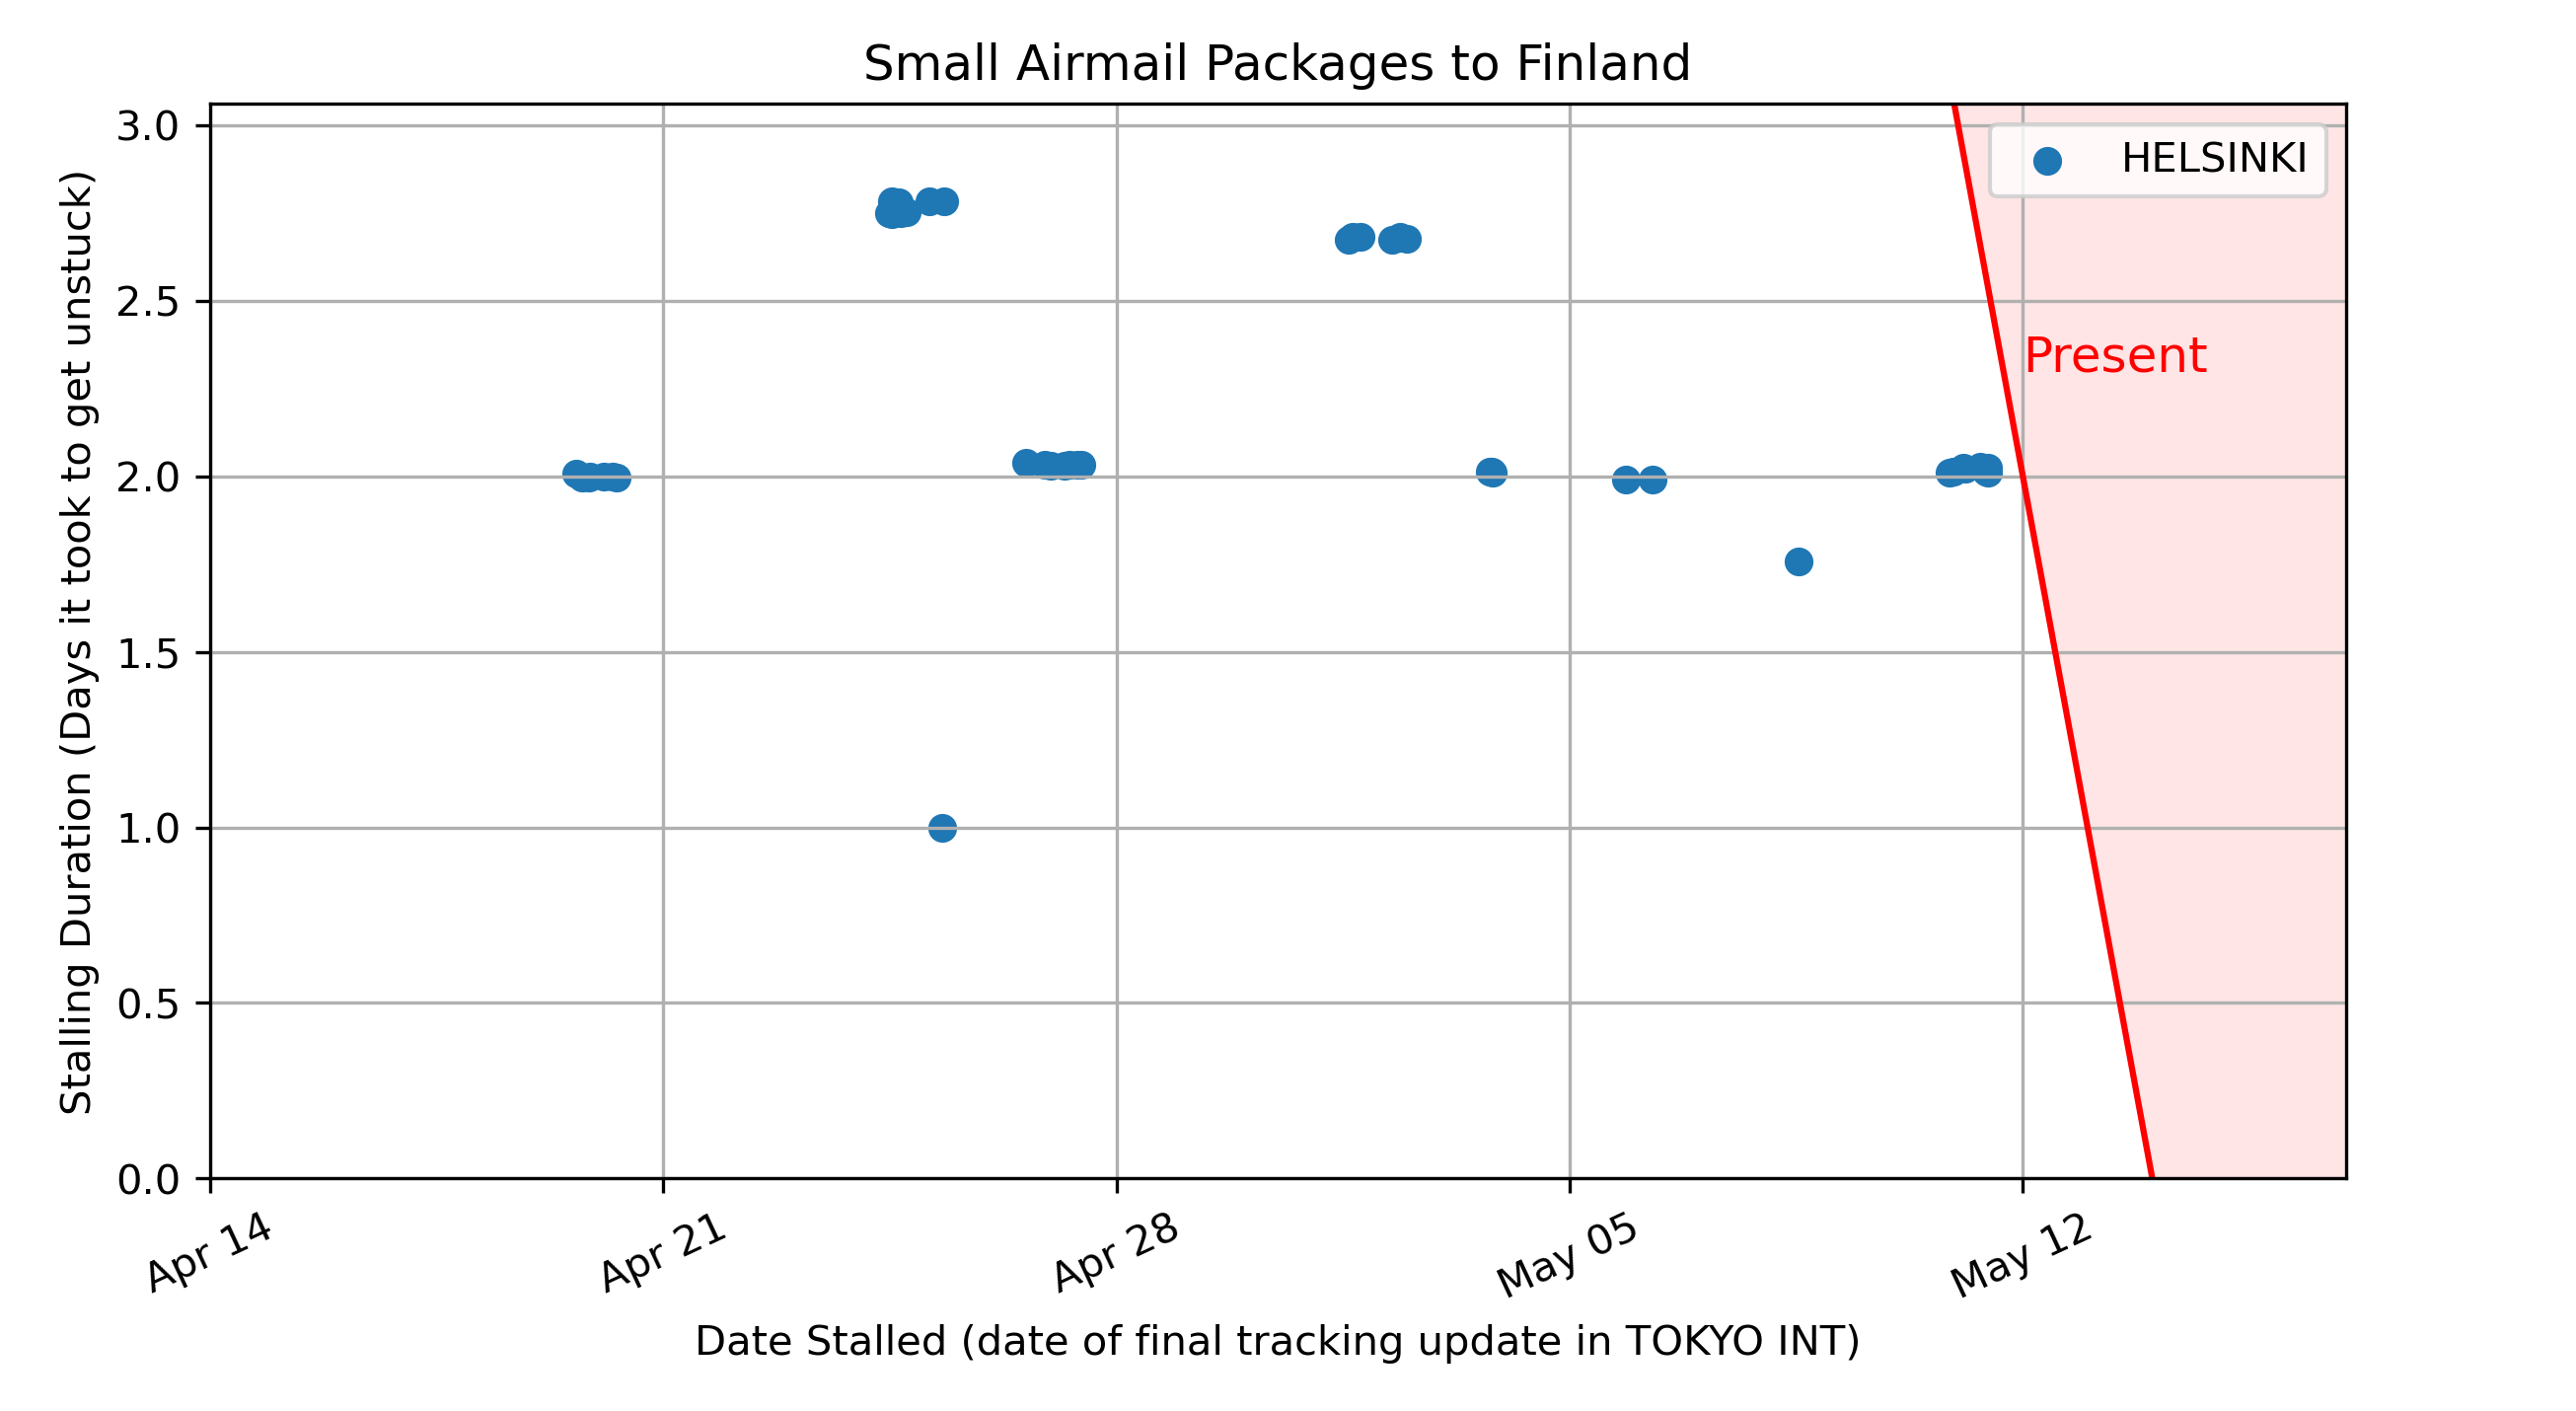 Small Airmail Packages to Finland
Stalling Duration (Days it took to get unstuck)
3.0
2.5
2.0
1.5
1.0
0.5
0.0
HELSINKI
Present
Apr 14
Apr 21
Apr 28
May 05
May 12
Date Stalled (date of final tracking update in TOKYO INT)